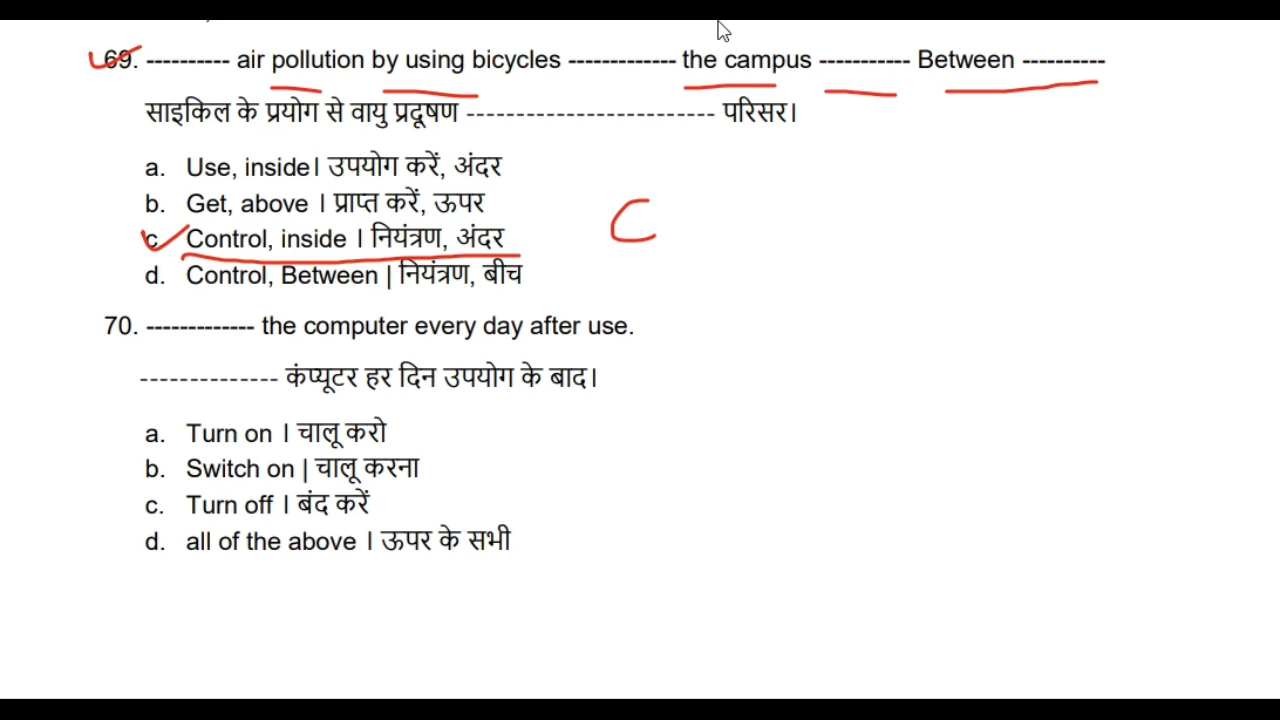 69. ---------- air pollution by using bicycles ------------- the campus ----------- Between ----------
साइकिल के प्रयोग से वायु प्रदूषण ------------------------- परिसर।
a. Use, inside। उपयोग करें, अंदर
b. Get, above । प्राप्त करें, ऊपर
c. Control, inside । नियंत्रण, अंदर
C
d. Control, Between | नियंत्रण, बीच
70. ------------- the computer every day after use.
-------------- कंप्यूटर हर दिन उपयोग के बाद।
a. Turn on । चालू करो
b. Switch on | चालू करना
c. Turn off । बंद करें
d. all of the above । ऊपर के सभी